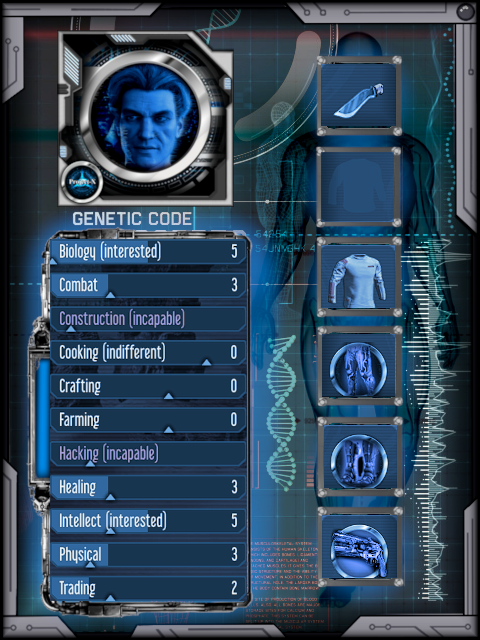 GENETIC CODE
Biology (interested) 5
Combat 3
Construction (incapable)
Cooking (indifferent) 0
Crafting 0
Farming 0
Hacking (incapable)
Healing 3
Intellect (interested) 5
Physical 3
Trading 2